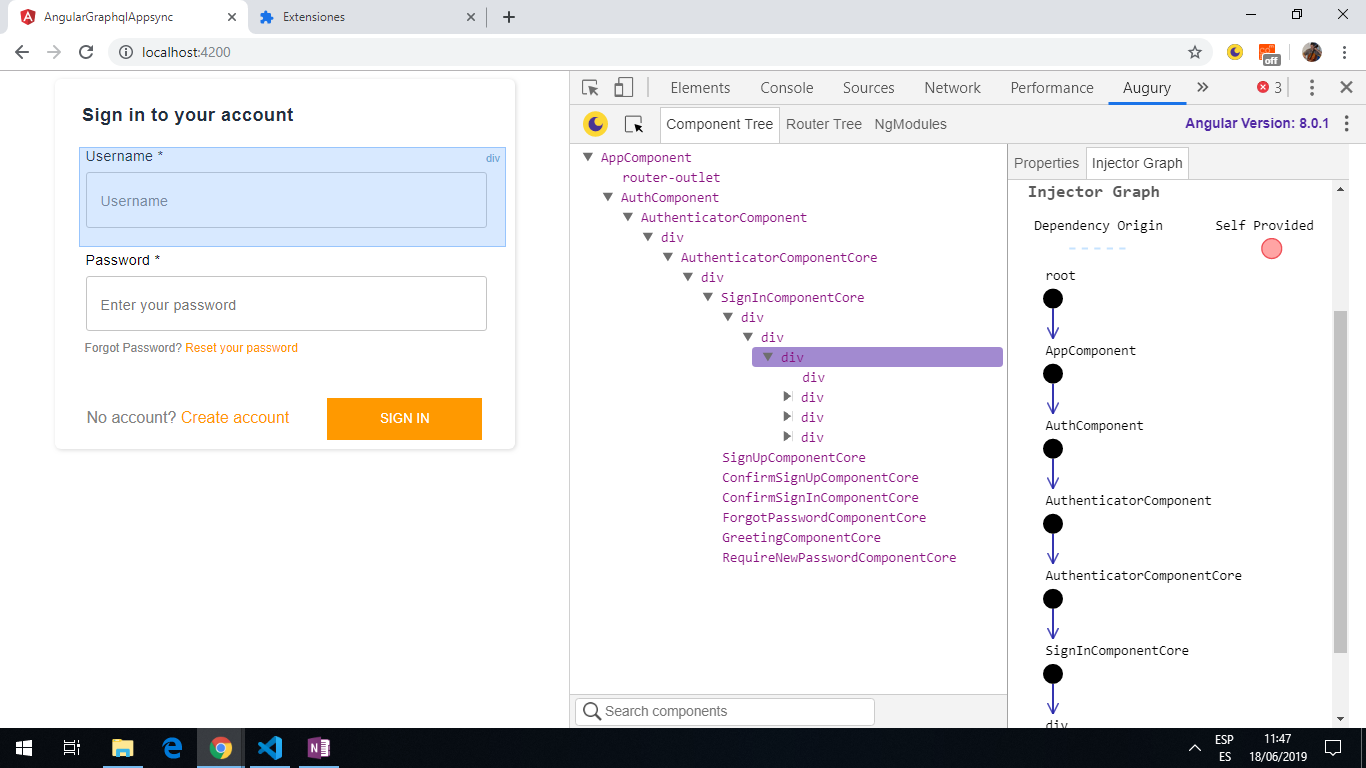 AngularGraphqlAppsync
Extensiones
localhost:4200
off
Sign in to your account
Username *
div
Username
Password *
Enter your password
Forgot Password? Reset your password
No account? Create account
SIGN IN
Elements Console Sources Network Performance Augury » 3
Component Tree Router Tree NgModules
Angular Version: 8.0.1
AppComponent
router-outlet
AuthComponent
AuthenticatorComponent
div
AuthenticatorComponentCore
div
SignInComponentCore
div
div
div
div
div
div
div
SignUpComponentCore
ConfirmSignUpComponentCore
ConfirmSignInComponentCore
ForgotPasswordComponentCore
GreetingComponentCore
RequireNewPasswordComponentCore
Search components
Properties Injector Graph
Injector Graph
Dependency Origin Self Provided
root
AppComponent
AuthComponent
AuthenticatorComponent
AuthenticatorComponentCore
SignInComponentCore
div
N
ESP
ES
11:47
18/06/2019